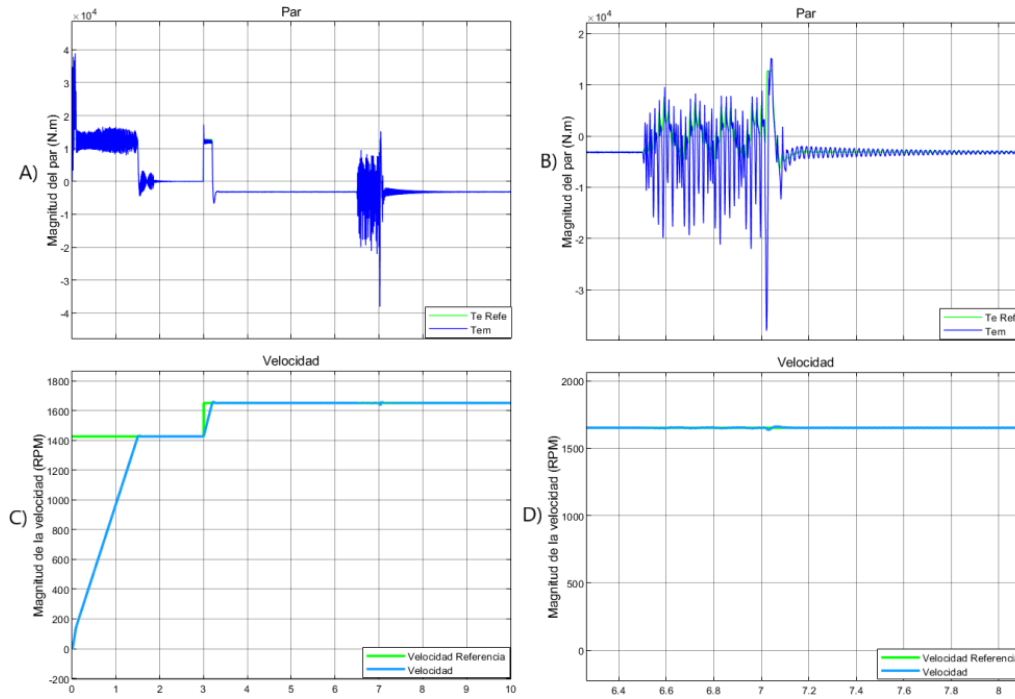 Par
×10⁴
4
3
2
1
0
-1
-2
-3
-4
Magnitud del par (N.m)
A)
Te Refe
Tem
Par
×10⁴
2
1
0
-1
-2
-3
Magnitud del par (N.m)
B)
Te Refe
Tem
Velocidad
1800
1600
1400
1200
1000
800
600
400
200
0
-200
Magnitud de la velocidad (RPM)
C)
Velocidad Referencia
Velocidad
0 1 2 3 4 5 6 7 8 9 10
Velocidad
2000
1500
1000
500
0
Magnitud de la velocidad (RPM)
D)
Velocidad Referencia
Velocidad
6.4 6.6 6.8 7 7.2 7.4 7.6 7.8 8